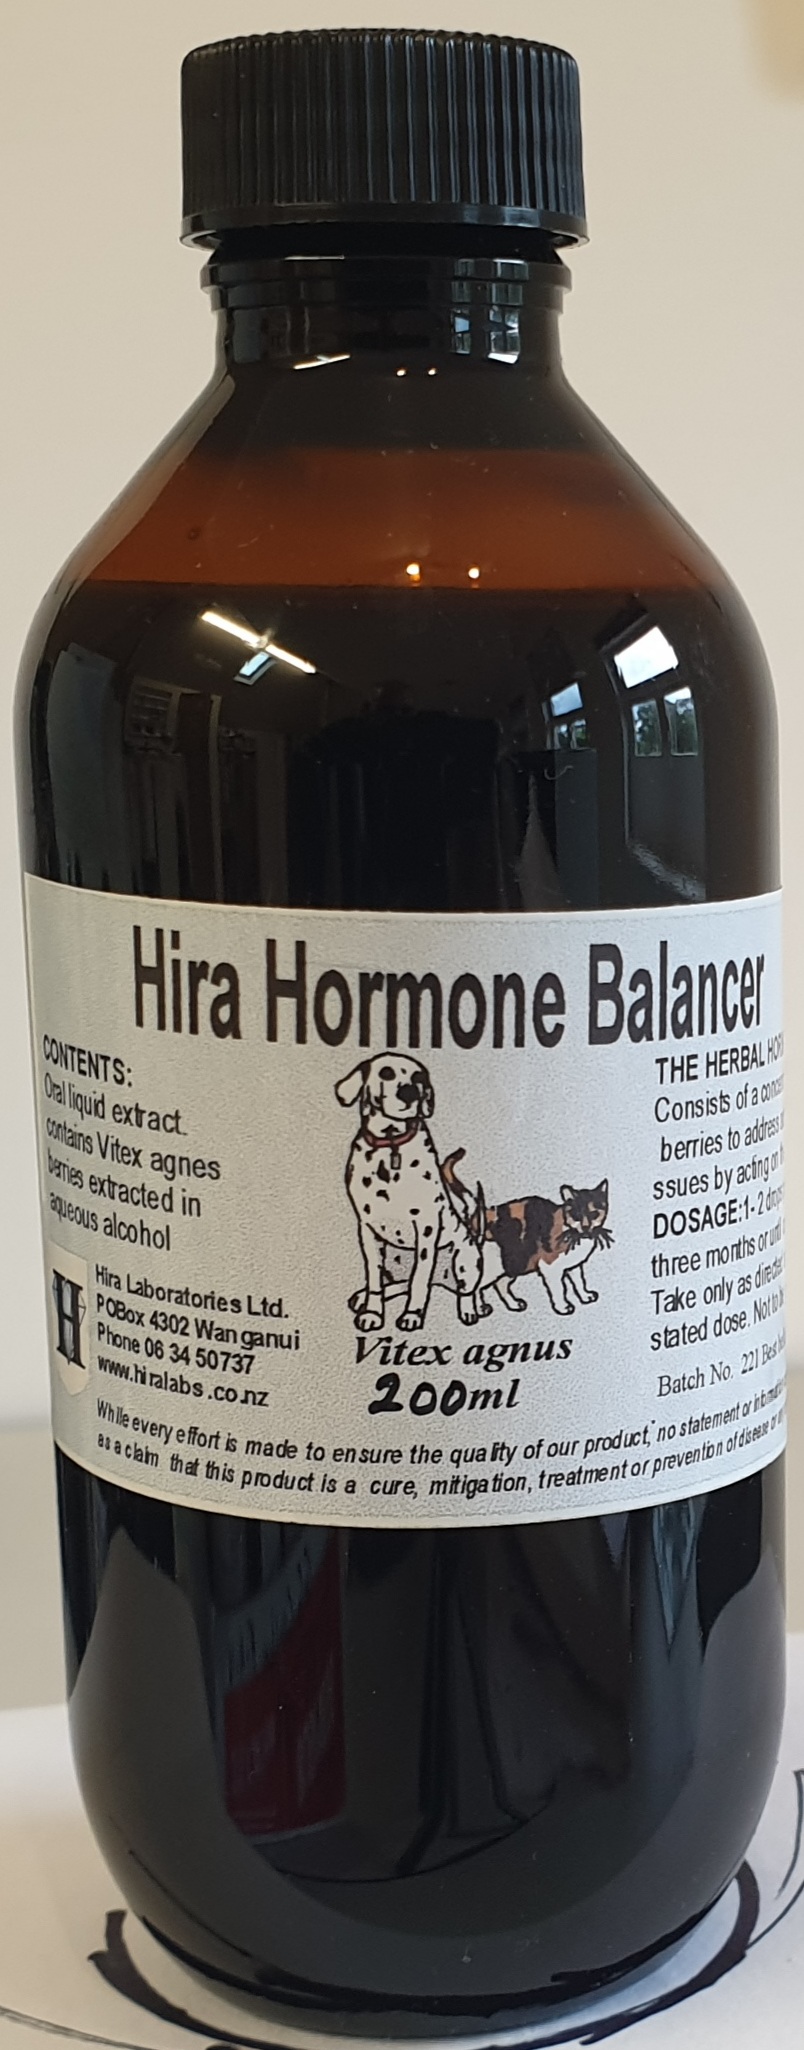 Hira Hormone Balancer
CONTENTS:
Oral liquid extract.
contains Vitex agnes
berries extracted in
aqueous alcohol
H
Hira Laboratories Ltd.
POBox 4302 Wanganui
Phone 06 34 50737
www.hiralabs.co.nz
Vitex agnus
200ml
THE HERBAL
Consists of a
berries to address
ssues by acting on
DOSAGE:1-2 drops
three months or until
Take only as directed
stated dose. Not to be
Batch No. 221 Best
While every effort is made to ensure the quality of our product, no statement or information
as a claim that this product is a cure, mitigation, treatment or prevention of disease or